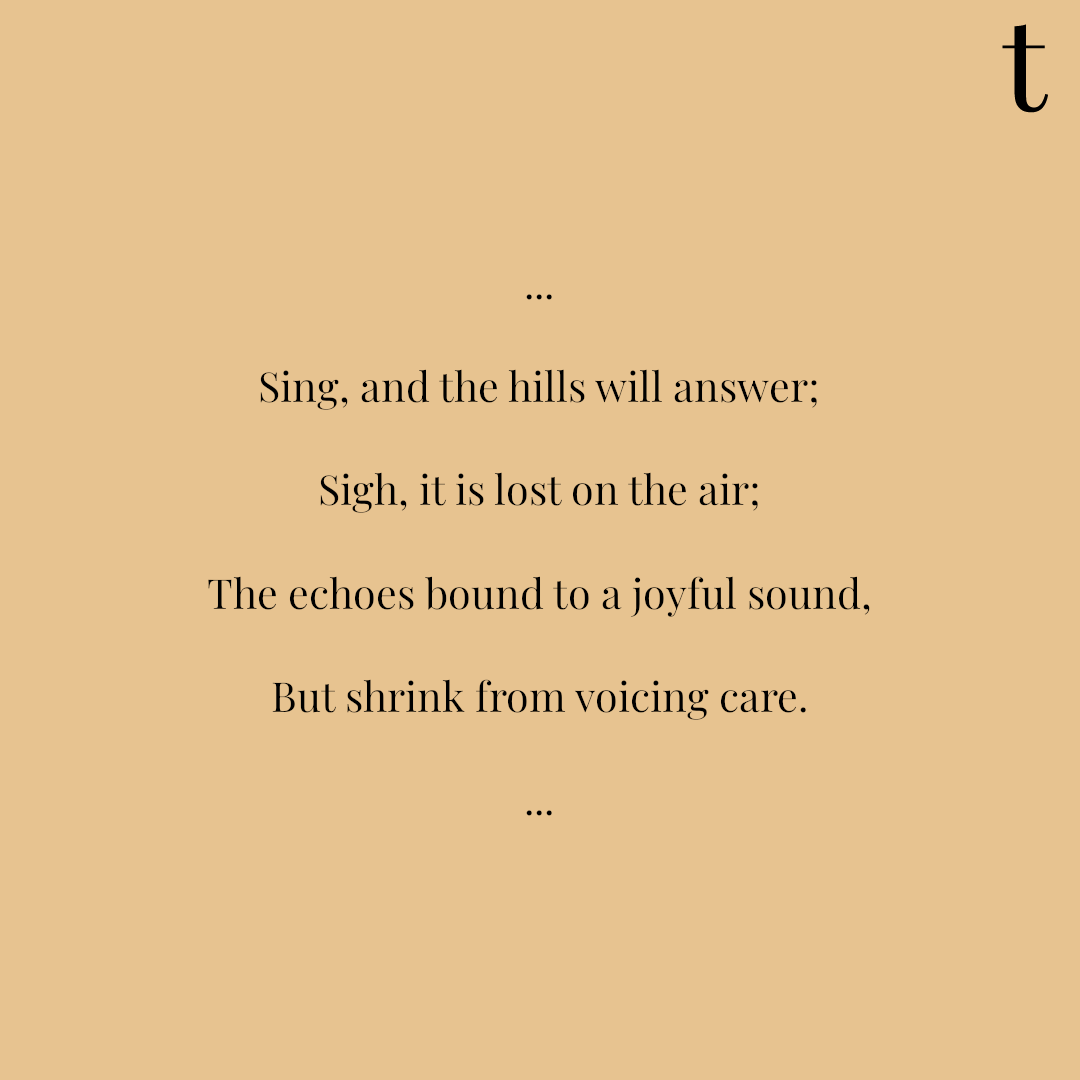 t
...
Sing, and the hills will answer;
Sigh, it is lost on the air;
The echoes bound to a joyful sound,
But shrink from voicing care.
...